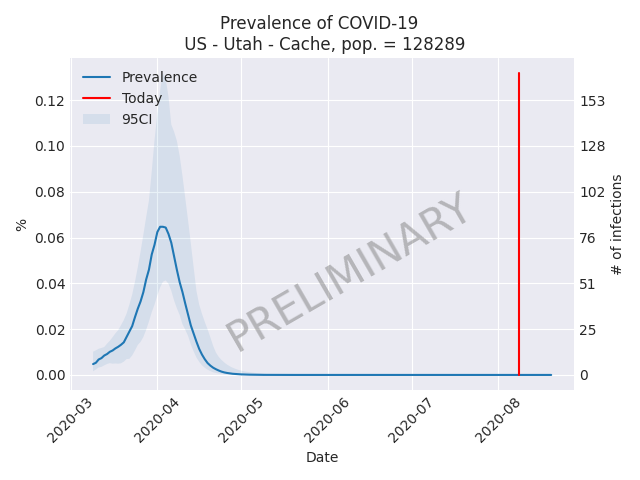 Prevalence of COVID-19
US - Utah - Cache, pop. = 128289
Prevalence
Today
95CI
0.12
0.10
0.08
0.06
0.04
0.02
0.00
%
153
128
102
76
51
25
0
# of infections
PRELIMINARY
2020-03
2020-04
2020-05
2020-06
2020-07
2020-08
Date